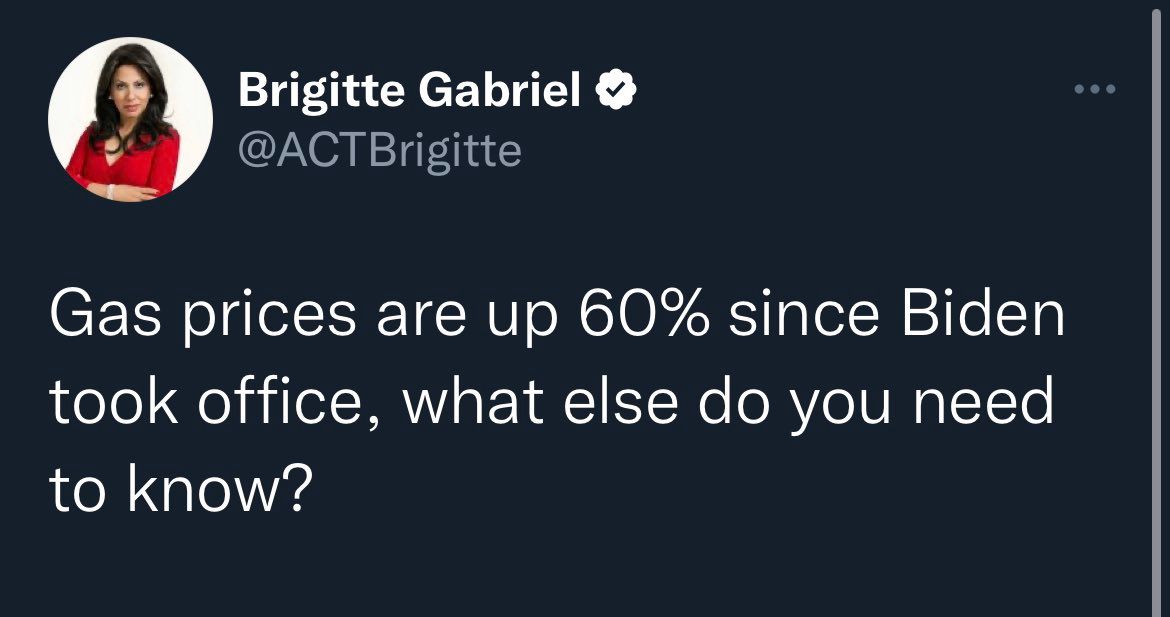 Brigitte Gabriel
@ACTBrigitte
Gas prices are up 60% since Biden
took office, what else do you need
to know?